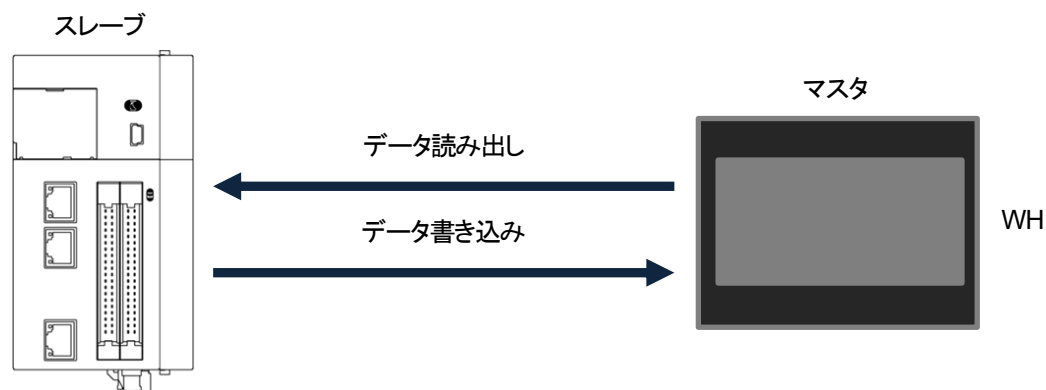 スレーブ
マスタ
データ読み出し
データ書き込み
WH